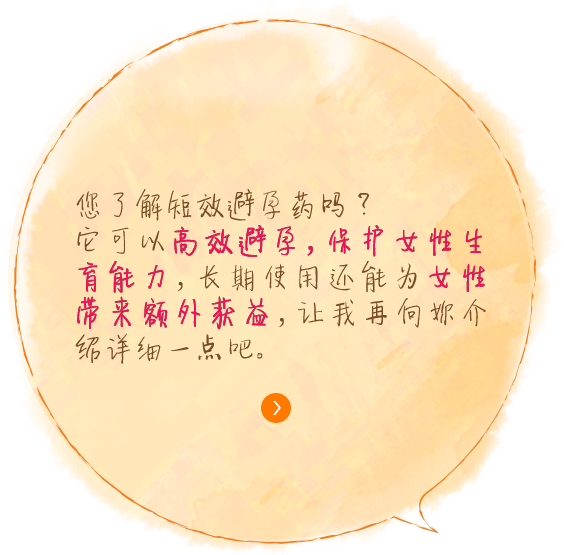 您了解短效避孕药吗？
它可以高效避孕，保护女性生
育能力，长期使用还能为女性
带来额外获益，让我再向妳介
绍详细一点吧。